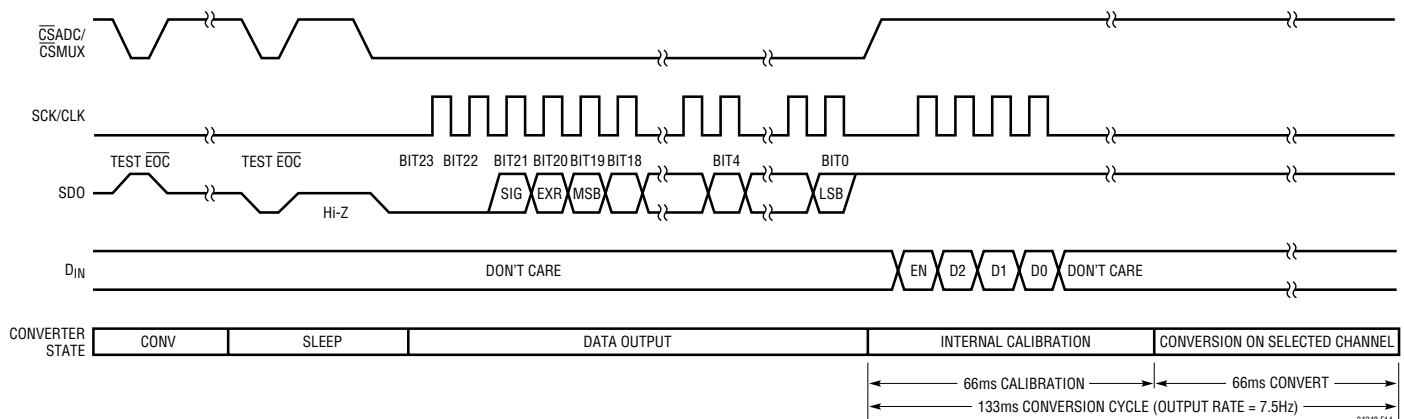 CSADC/
CSMUX
SCK/CLK
TEST EOC TEST EOC BIT23 BIT22 BIT21 BIT20 BIT19 BIT18 BIT4 BIT0
SDO SIG EXR MSB LSB
Hi-Z
DIN DON'T CARE EN D2 D1 D0 DON'T CARE
CONVERTER
STATE CONV SLEEP DATA OUTPUT INTERNAL CALIBRATION CONVERSION ON SELECTED CHANNEL
66ms CALIBRATION 66ms CONVERT
133ms CONVERSION CYCLE (OUTPUT RATE = 7.5Hz)